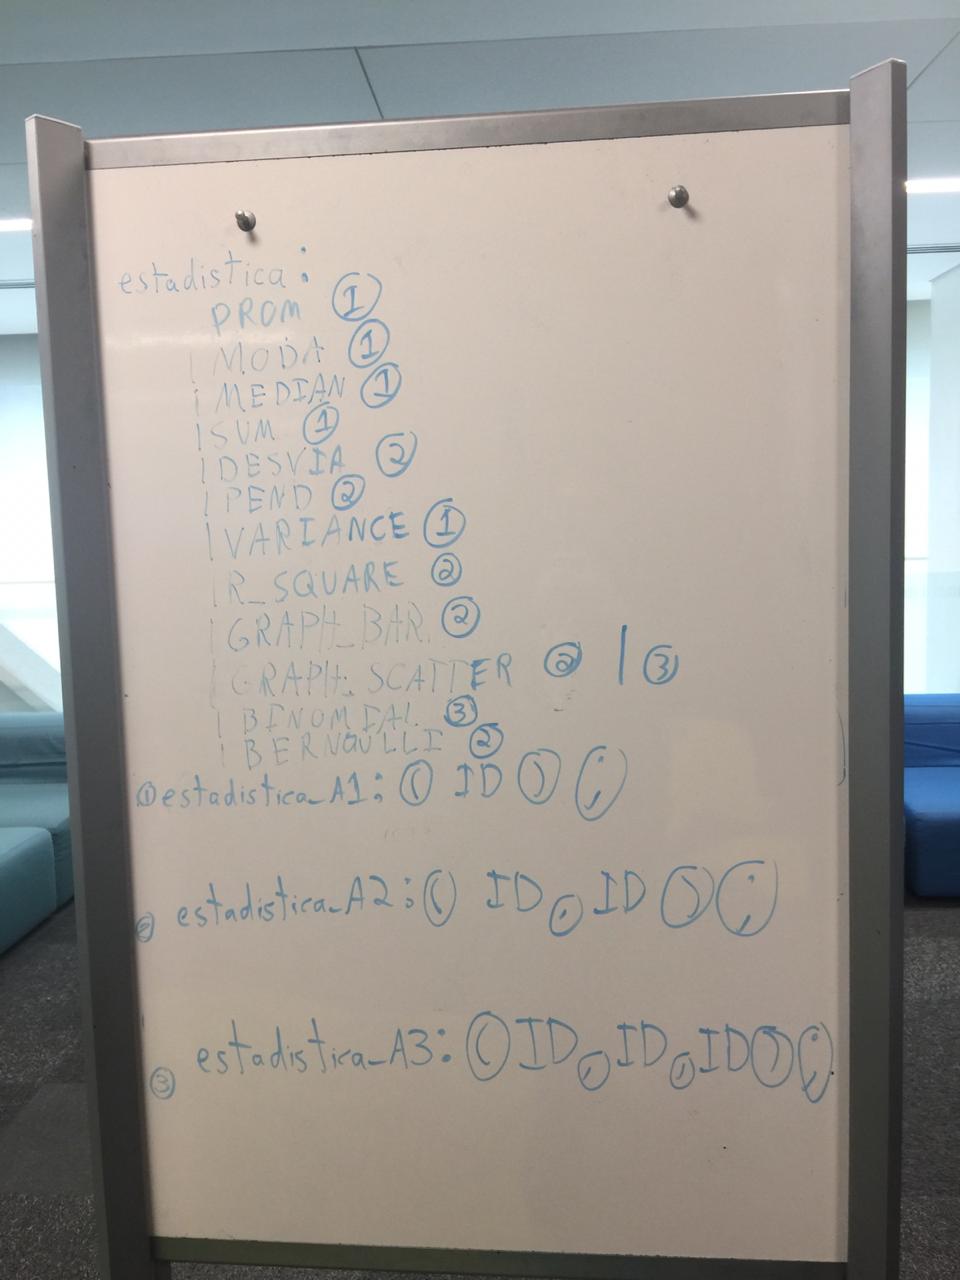 estadistica:
PROM ①
| MODA ①
| MEDIAN ①
| SUM ①
| DESVIA ②
| PEND ②
| VARIANCE ①
| R_SQUARE ②
| GRAPH_BAR ②
| GRAPH_SCATTER ② | ③
| BINOMIAL ③
| BERNOULLI ②
① estadistica_A1: ( ID ) ;
② estadistica_A2: ( ID , ID ) ;
③ estadistica_A3: ( ID , ID , ID ) ;